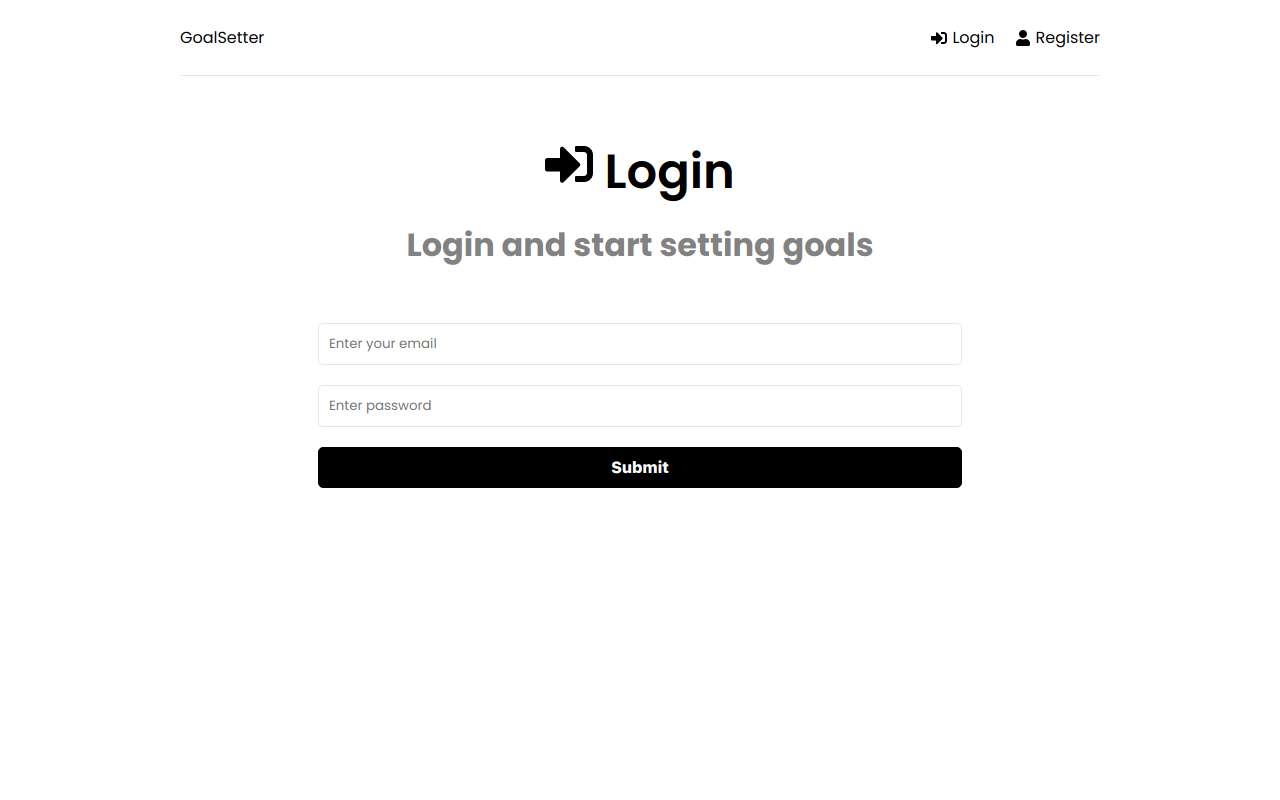 GoalSetter
Login Register
Login
Login and start setting goals
Enter your email
Enter password
Submit